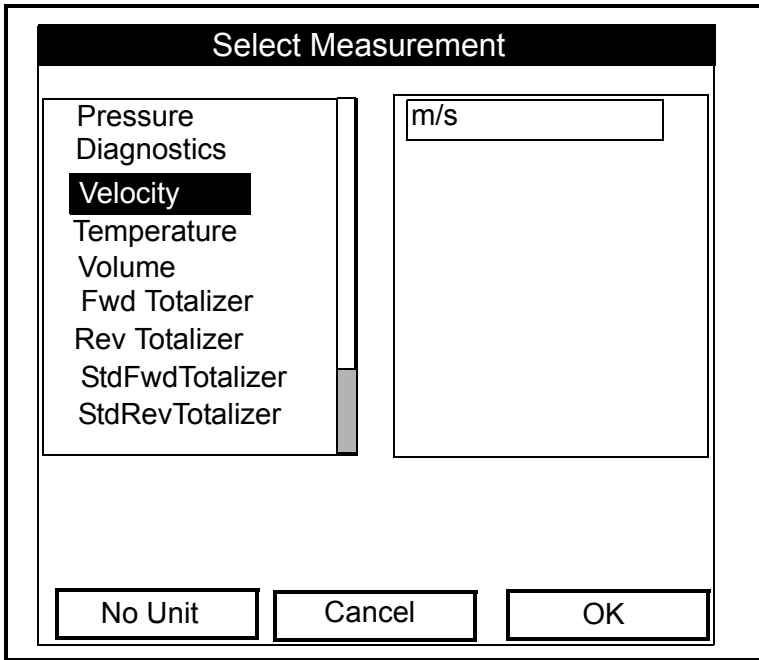 Select Measurement
Pressure
Diagnostics
Velocity
Temperature
Volume
Fwd Totalizer
Rev Totalizer
StdFwdTotalizer
StdRevTotalizer
m/s
No Unit
Cancel
OK